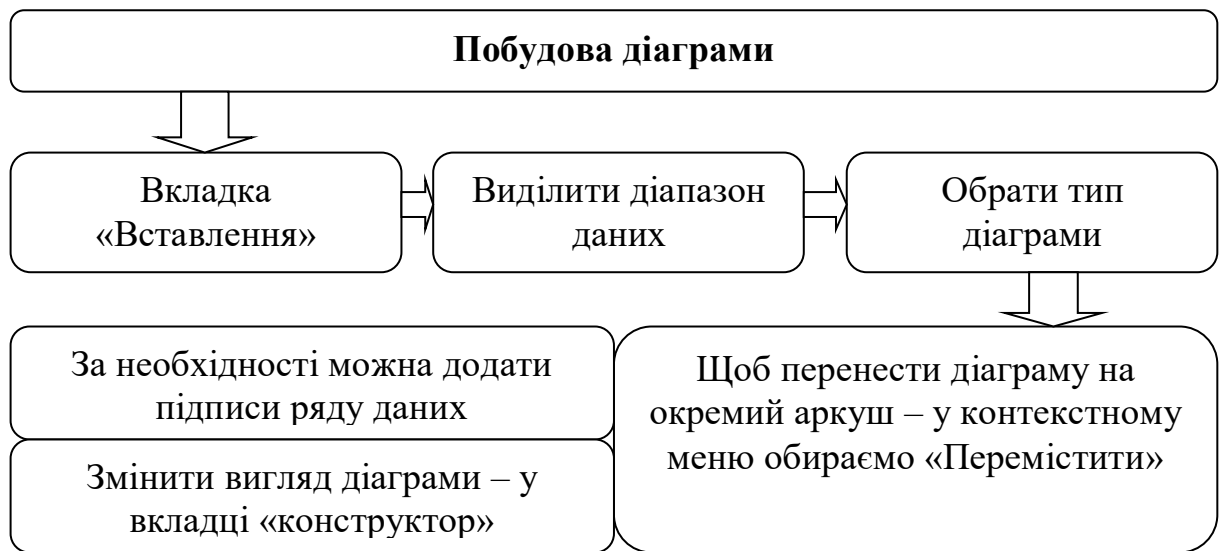 Побудова діаграми
Вкладка
«Вставлення»
Виділити діапазон
даних
Обрати тип
діаграми
За необхідності можна додати
підписи ряду даних
Змінити вигляд діаграми – у
вкладці «конструктор»
Щоб перенести діаграму на
окремий аркуш – у контекстному
меню обираємо «Перемістити»